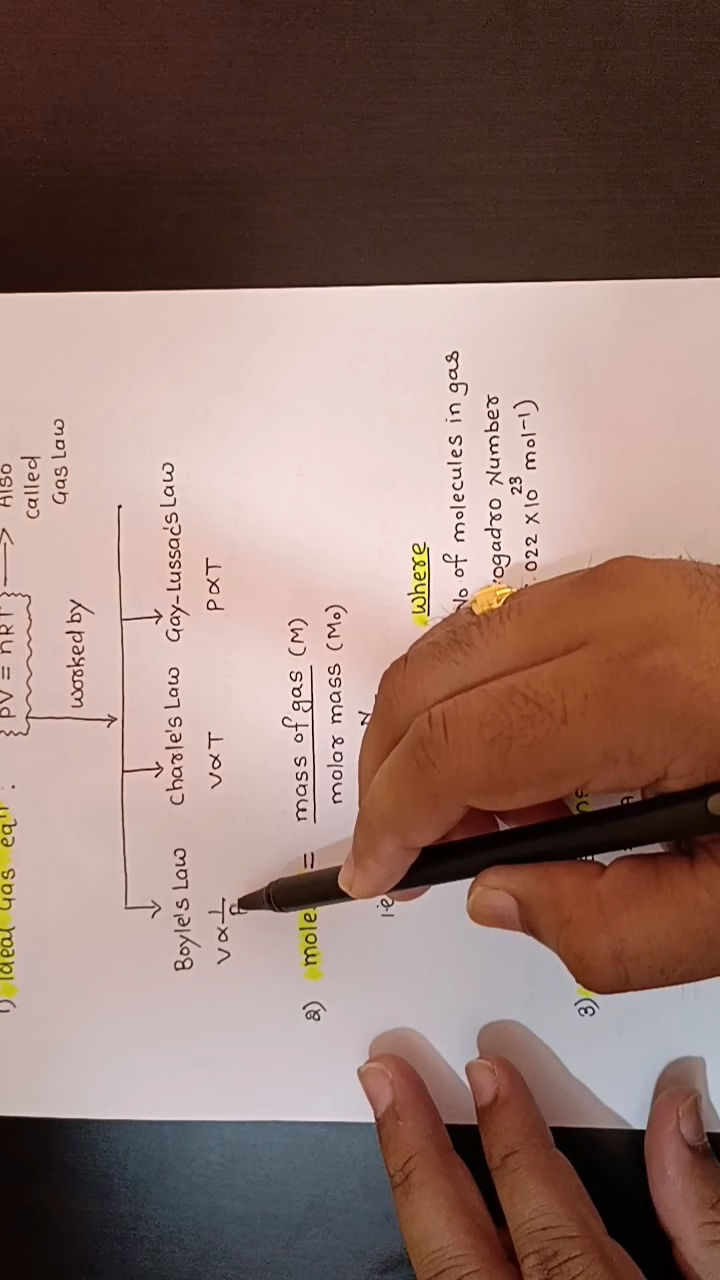 1) Ideal Gas eqn : {PV = nRT} → Also called Gas Law
worked by
Boyle's Law Charle's Law Gay-Lussac's Law
V∝1/P V∝T P∝T
2) mole = mass of gas (M)
molar mass (M₀)
i.e N
Where
No of molecules in gas
ogadro Number
.022 ×10²³ mol-1)
3)